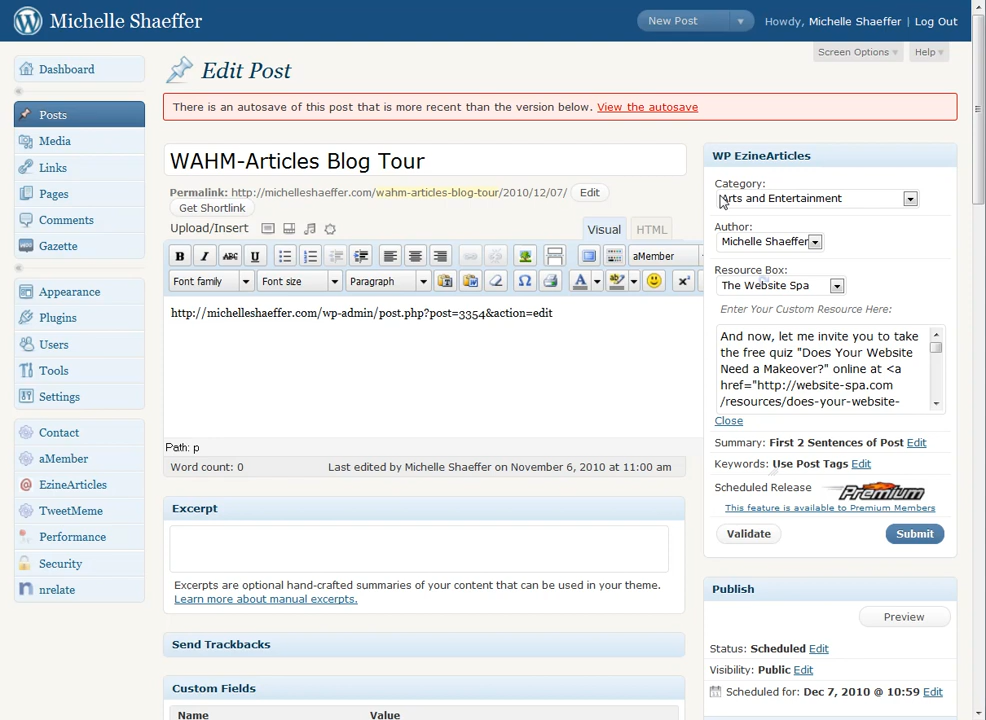 Michelle Shaeffer
New Post
Howdy, Michelle Shaeffer | Log Out
Screen Options
Help
Dashboard
Posts
Media
Links
Pages
Comments
Gazette
Appearance
Plugins
Users
Tools
Settings
Contact
aMember
EzineArticles
TweetMeme
Performance
Security
nrelate
Edit Post
There is an autosave of this post that is more recent than the version below. View the autosave
WAHM-Articles Blog Tour
Permalink: http://michelleshaeffer.com/wahm-articles-blog-tour/2010/12/07/ Edit
Get Shortlink
Upload/Insert
Visual
HTML
B I ABC U
aMember
Font family
Font size
Paragraph
Ω
A
ab
x²
http://michelleshaeffer.com/wp-admin/post.php?post=3354&action=edit
Path: p
Word count: 0
Last edited by Michelle Shaeffer on November 6, 2010 at 11:00 am
Excerpt
Excerpts are optional hand-crafted summaries of your content that can be used in your theme.
Learn more about manual excerpts.
Send Trackbacks
Custom Fields
Name
Value
WP EzineArticles
Category:
Arts and Entertainment
Author:
Michelle Shaeffer
Resource Box:
The Website Spa
Enter Your Custom Resource Here:
And now, let me invite you to take
the free quiz "Does Your Website
Need a Makeover?" online at <a
href="http://website-spa.com
/resources/does-your-website-
Close
Summary: First 2 Sentences of Post Edit
Keywords: Use Post Tags Edit
Scheduled Release
Premium
This feature is available to Premium Members
Validate
Submit
Publish
Preview
Status: Scheduled Edit
Visibility: Public Edit
Scheduled for: Dec 7, 2010 @ 10:59 Edit